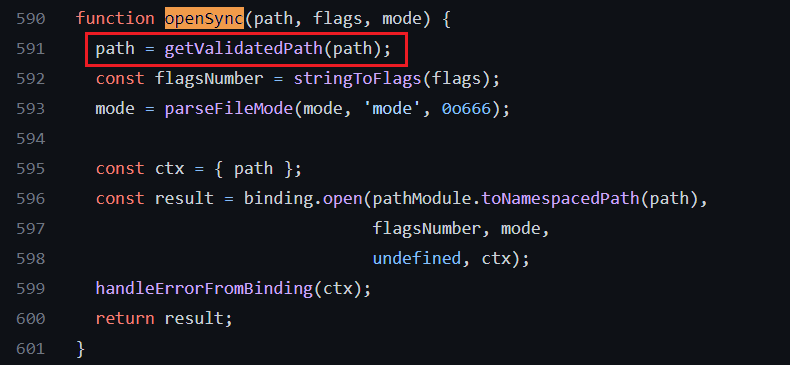 590 function openSync(path, flags, mode) {
591   path = getValidatedPath(path);
592   const flagsNumber = stringToFlags(flags);
593   mode = parseFileMode(mode, 'mode', 0o666);
594
595   const ctx = { path };
596   const result = binding.open(pathModule.toNamespacedPath(path),
597                               flagsNumber, mode,
598                               undefined, ctx);
599   handleErrorFromBinding(ctx);
600   return result;
601 }